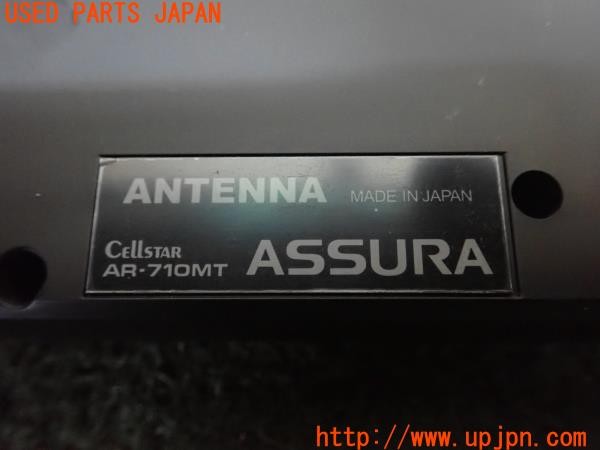 USED PARTS JAPAN
ANTENNA MADE IN JAPAN
CELLSTAR ASSURA
AR-710MT
http://www.upjpn.com